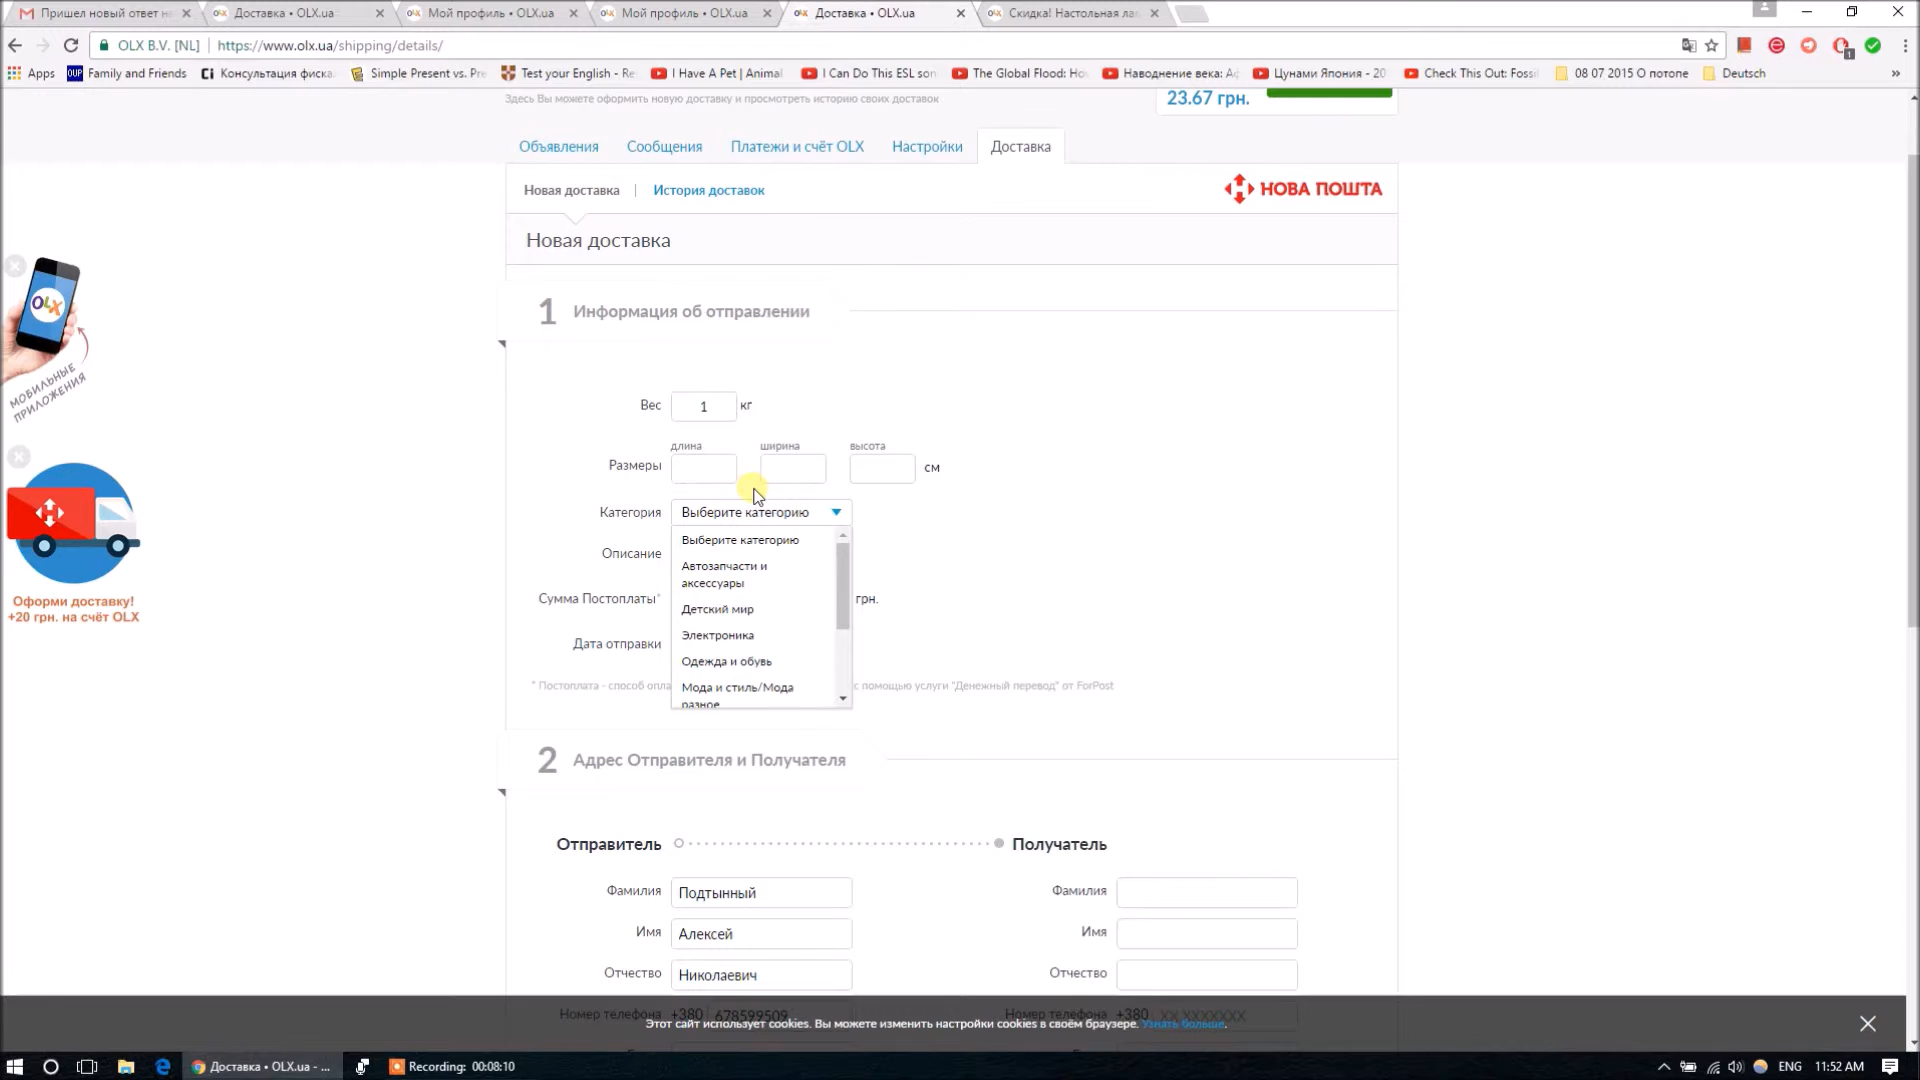 Пришел новый ответ на
Доставка • OLX.ua
Мой профиль • OLX.ua
Мой профиль • OLX.ua
Доставка • OLX.ua
Скидка! Настольная ла
OLX B.V. [NL] | https://www.olx.ua/shipping/details/
Apps
OUP Family and Friends
Ci Консультация фиска
Simple Present vs. Pre
Test your English - Re
I Have A Pet | Animal
I Can Do This ESL son
The Global Flood: Ho
Наводнение века: А
Цунами Япония - 20
Check This Out: Foss
08 07 2015 О потопе
Deutsch
»
Здесь Вы можете оформить новую доставку и просмотреть историю своих доставок
23.67 грн.
Объявления
Сообщения
Платежи и счёт OLX
Настройки
Доставка
Новая доставка | История доставок
НОВА ПОШТА
Новая доставка
OLX
МОБИЛЬНЫЕ
ПРИЛОЖЕНИЯ
Оформи доставку!
+20 грн. на счёт OLX
1 Информация об отправлении
Вес 1 кг
длина ширина высота
Размеры см
Категория Выберите категорию
Выберите категорию
Автозапчасти и
аксессуары
Детский мир
Электроника
Одежда и обувь
Мода и стиль/Мода
разное
Описание
Сумма Постоплаты* грн.
Дата отправки
* Постоплата - способ опла с помощью услуги "Денежный перевод" от ForPost
2 Адрес Отправителя и Получателя
Отправитель Получатель
Фамилия Подтынный Фамилия
Имя Алексей Имя
Отчество Николаевич Отчество
Номер телефона +380 678599509 Номер телефона +380 XX XXXXXXX
Этот сайт использует cookies. Вы можете изменить настройки cookies в своём браузере. Узнать больше.
Доставка • OLX.ua - ...
Recording: 00:08:10
ENG
11:52 AM